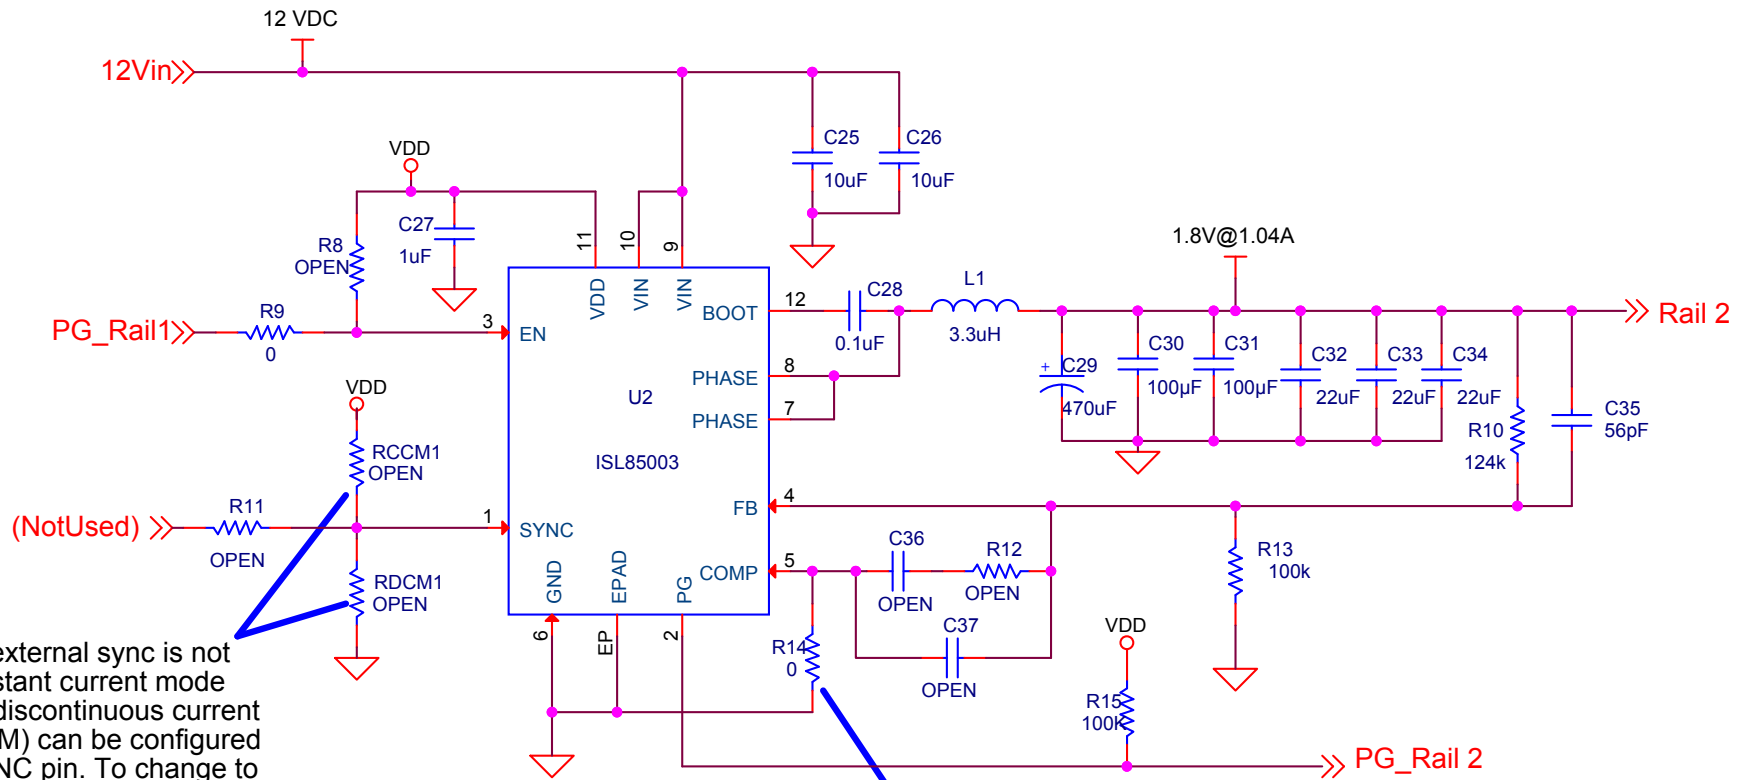 12 VDC
12Vin
VDD
C25
10uF
C26
10uF
R8
OPEN
C27
1uF
11
10
9
1.8V@1.04A
R9
0
PG_Rail1
3
EN
VDD
VIN
VIN
BOOT
12
C28
0.1uF
L1
3.3uH
Rail 2
PHASE
8
PHASE
7
U2
ISL85003
+
C29
470uF
C30
100µF
C31
100µF
C32
22uF
C33
22uF
C34
22uF
R10
124k
C35
56pF
VDD
RCCM1
OPEN
R11
OPEN
(NotUsed)
1
SYNC
FB
4
RDCM1
OPEN
GND
EPAD
PG
COMP
5
C36
OPEN
R12
OPEN
R13
100k
6
EP
2
R14
0
C37
OPEN
VDD
R15
100K
PG_Rail 2
external sync is not
stant current mode
discontinuous current
M) can be configured
NC pin. To change to